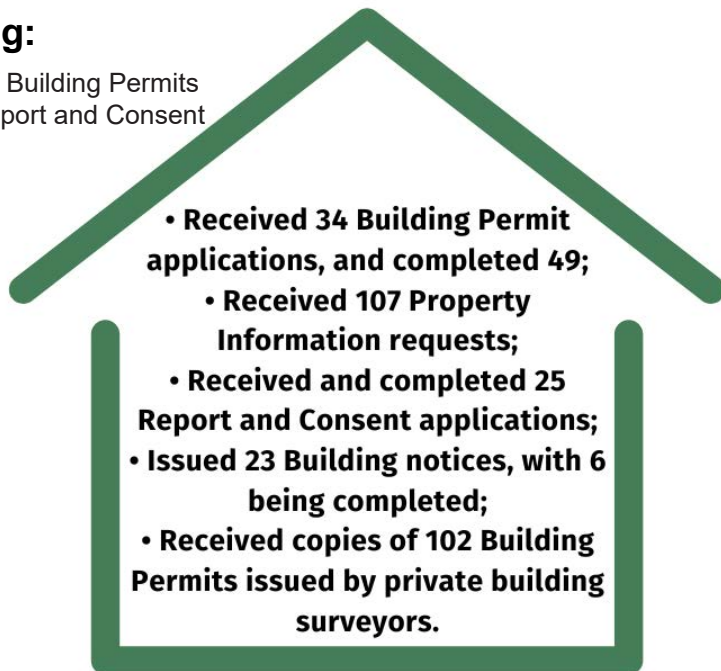 g:
Building Permits
port and Consent
• Received 34 Building Permit
applications, and completed 49;
• Received 107 Property
Information requests;
• Received and completed 25
Report and Consent applications;
• Issued 23 Building notices, with 6
being completed;
• Received copies of 102 Building
Permits issued by private building
surveyors.